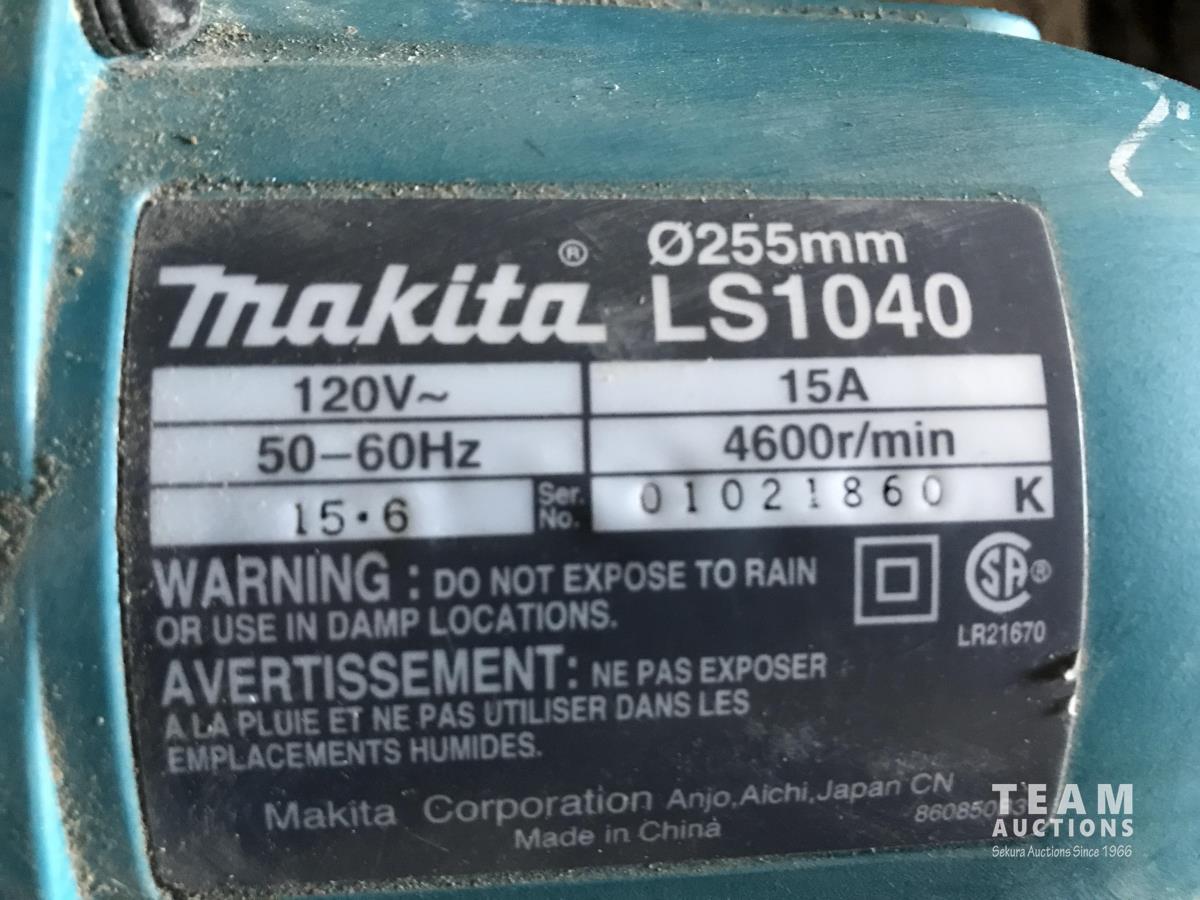 makita®
Ø255mm
LS1040
120V~ 15A
50–60Hz 4600r/min
15·6 Ser. No. 01021860 K
WARNING : DO NOT EXPOSE TO RAIN
OR USE IN DAMP LOCATIONS.
AVERTISSEMENT: NE PAS EXPOSER
A LA PLUIE ET NE PAS UTILISER DANS LES
EMPLACEMENTS HUMIDES.
SA®
LR21670
Makita Corporation Anjo,Aichi,Japan CN
Made in China
TEAM
AUCTIONS
Sekura Auctions Since 1966